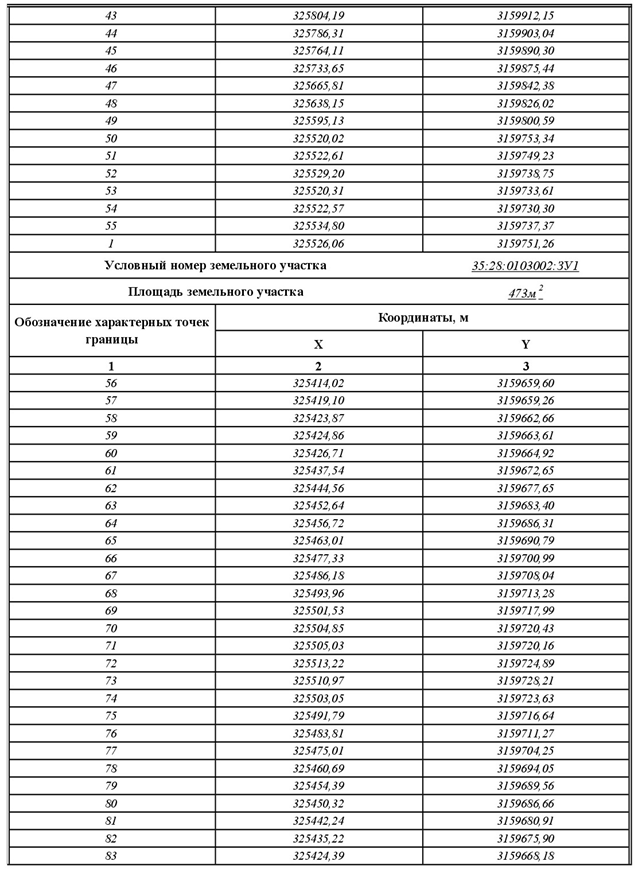 43 325804,19 3159912,15
44 325786,31 3159903,04
45 325764,11 3159890,30
46 325733,65 3159875,44
47 325665,81 3159842,38
48 325638,15 3159826,02
49 325595,13 3159800,59
50 325520,02 3159753,34
51 325522,61 3159749,23
52 325529,20 3159738,75
53 325520,31 3159733,61
54 325522,57 3159730,30
55 325534,80 3159737,37
1 325526,06 3159751,26
Условный номер земельного участка 35:28:0103002:ЗУ1
Площадь земельного участка 473м 2
Обозначение характерных точек границы
Координаты, м
X Y
1 2 3
56 325414,02 3159659,60
57 325419,10 3159659,26
58 325423,87 3159662,66
59 325424,86 3159663,61
60 325426,71 3159664,92
61 325437,54 3159672,65
62 325444,56 3159677,65
63 325452,64 3159683,40
64 325456,72 3159686,31
65 325463,01 3159690,79
66 325477,33 3159700,99
67 325486,18 3159708,04
68 325493,96 3159713,28
69 325501,53 3159717,99
70 325504,85 3159720,43
71 325505,03 3159720,16
72 325513,22 3159724,89
73 325510,97 3159728,21
74 325503,05 3159723,63
75 325491,79 3159716,64
76 325483,81 3159711,27
77 325475,01 3159704,25
78 325460,69 3159694,05
79 325454,39 3159689,56
80 325450,32 3159686,66
81 325442,24 3159680,91
82 325435,22 3159675,90
83 325424,39 3159668,18